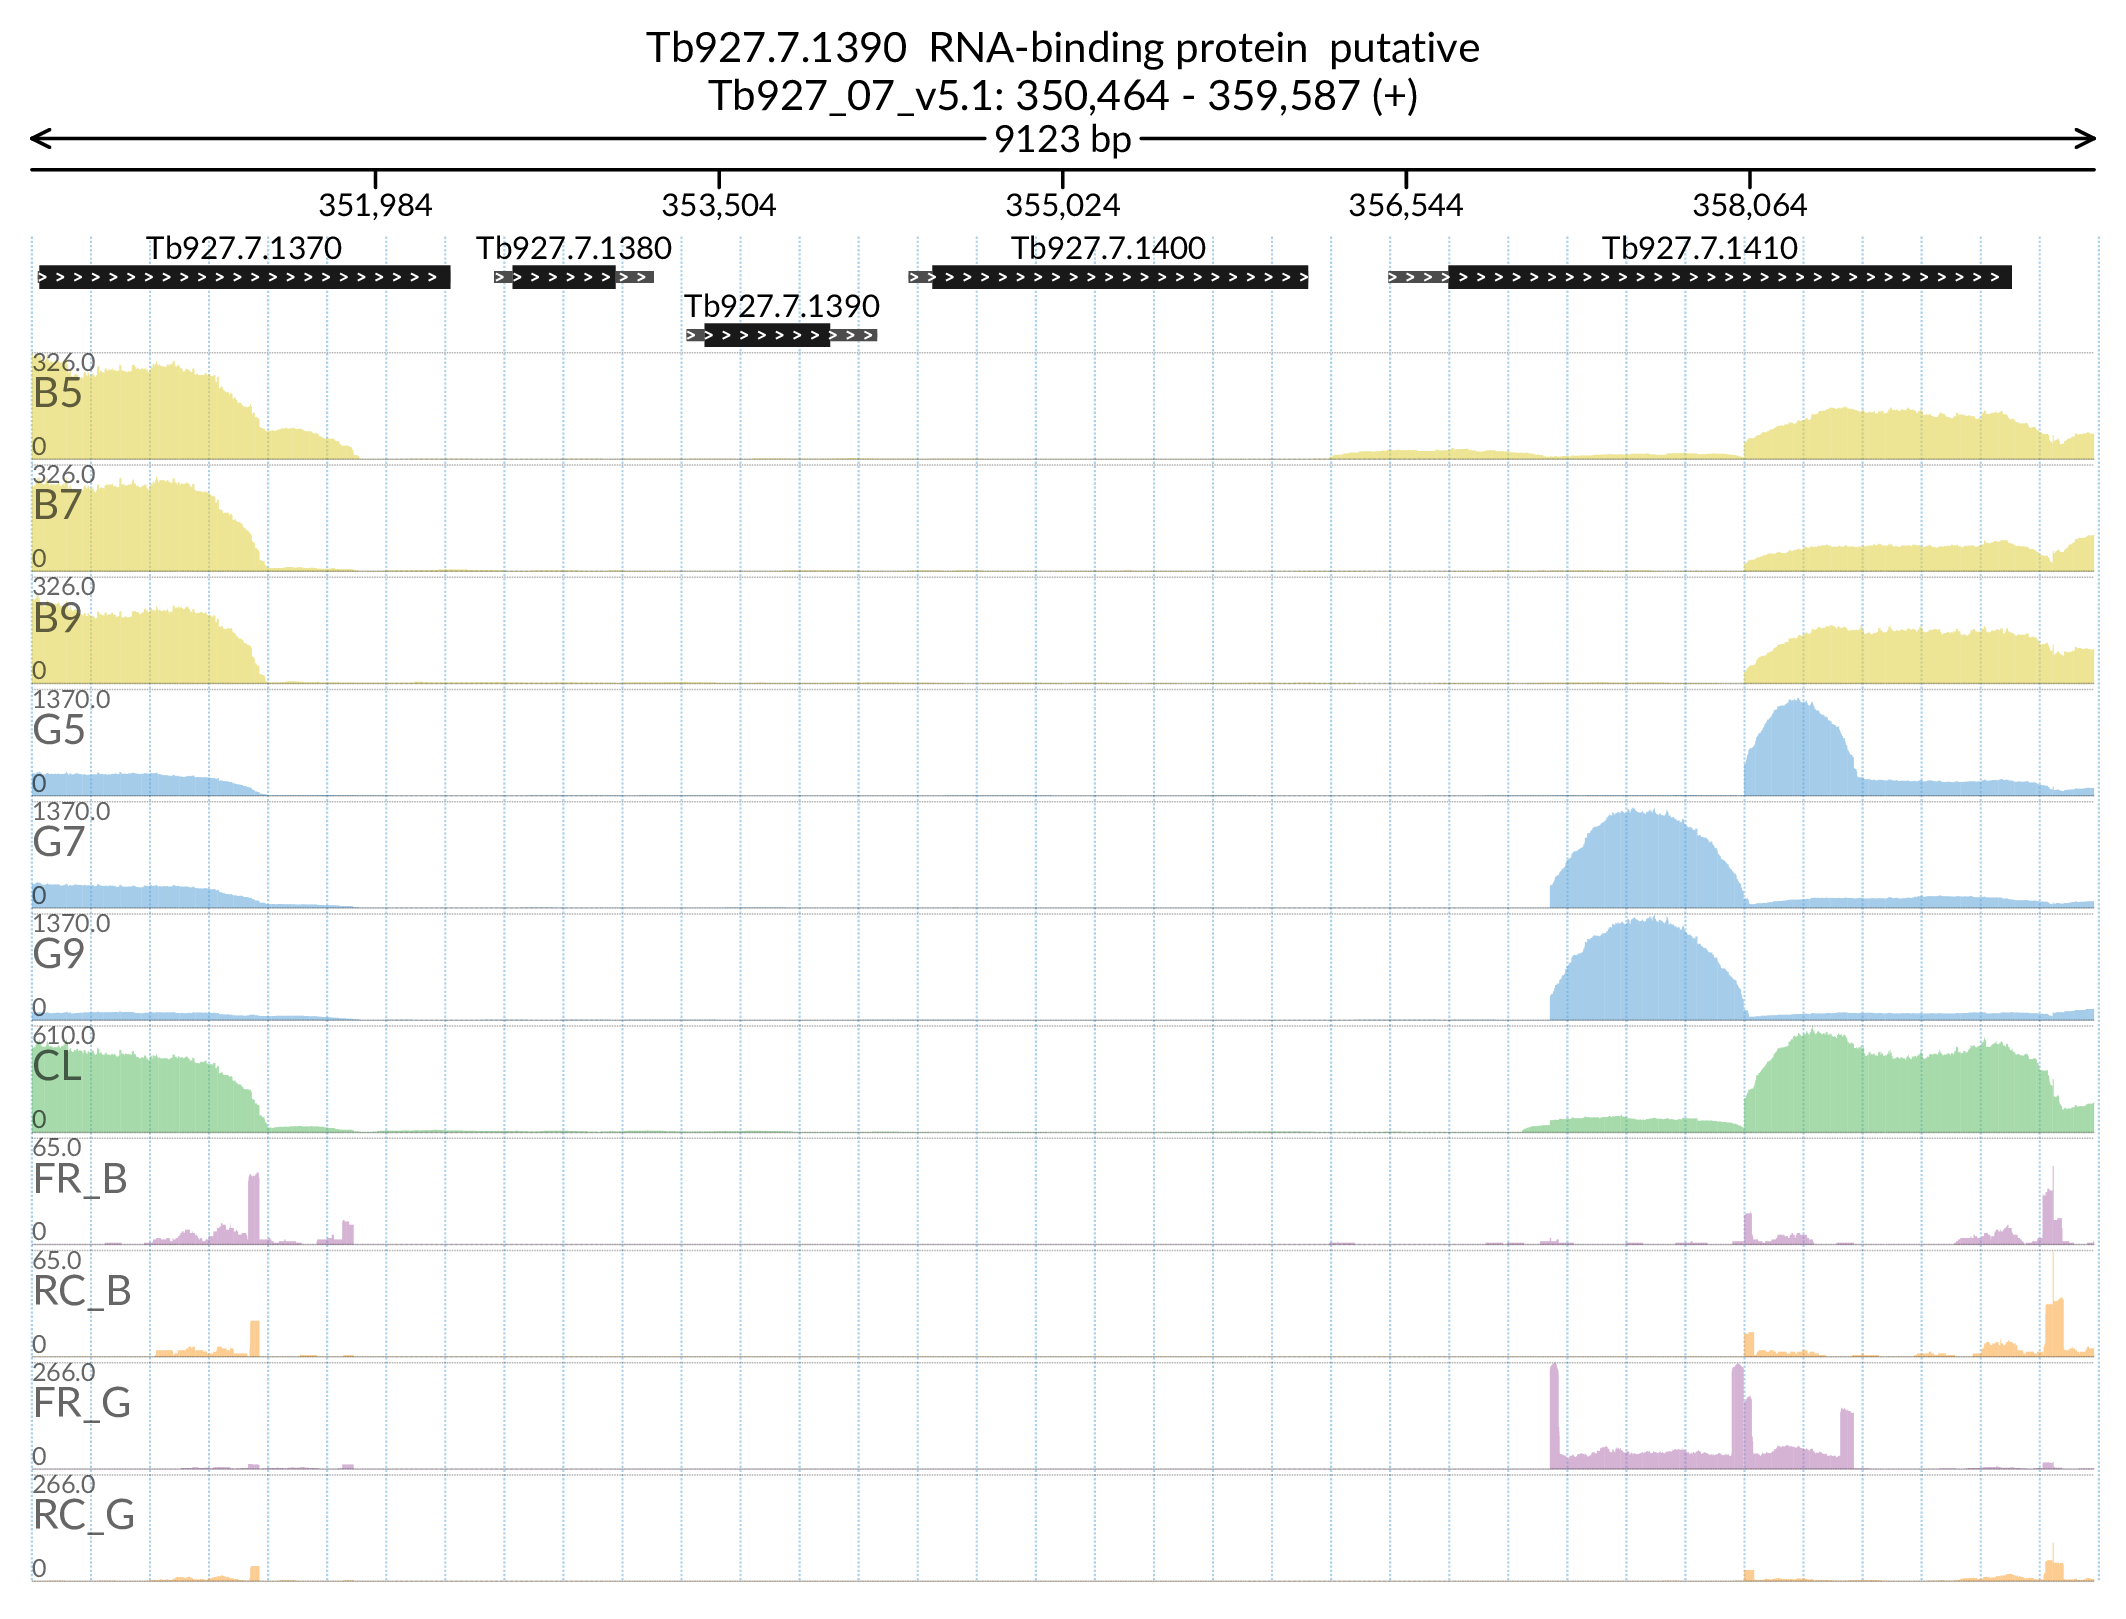 Tb927.7.1390  RNA-binding protein  putative
Tb927_07_v5.1: 350,464 - 359,587 (+)
9123 bp
351,984 353,504 355,024 356,544 358,064
Tb927.7.1370 Tb927.7.1380 Tb927.7.1400 Tb927.7.1410
Tb927.7.1390
326.0
B5
0
326.0
B7
0
326.0
B9
0
1370.0
G5
0
1370.0
G7
0
1370.0
G9
0
610.0
CL
0
65.0
FR_B
0
65.0
RC_B
0
266.0
FR_G
0
266.0
RC_G
0